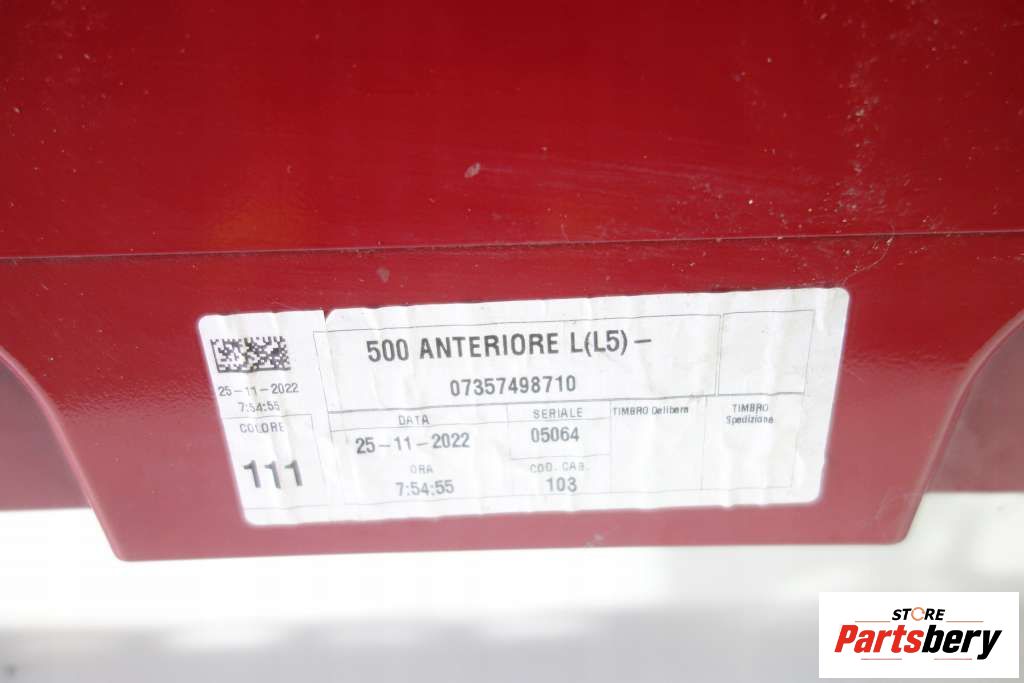 500 ANTERIORE L(L5) -
07357498710
25-11-2022
7:54:55
COLORE
111
DATA
25-11-2022
ORA
7:54:55
SERIALE
05064
COD. CAB.
103
TIMBRO Delibera
TIMBRO
Spedizione
STORE
Partsbery